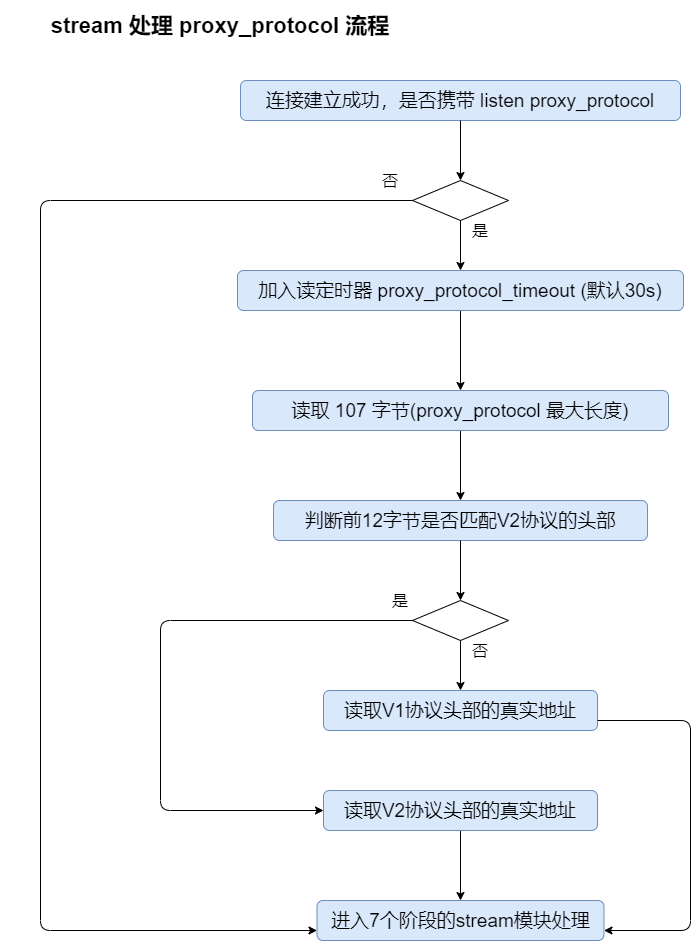 stream 处理 proxy_protocol 流程
连接建立成功，是否携带 listen proxy_protocol
否
是
加入读定时器 proxy_protocol_timeout (默认30s)
读取 107 字节(proxy_protocol 最大长度)
判断前12字节是否匹配V2协议的头部
是
否
读取V1协议头部的真实地址
读取V2协议头部的真实地址
进入7个阶段的stream模块处理